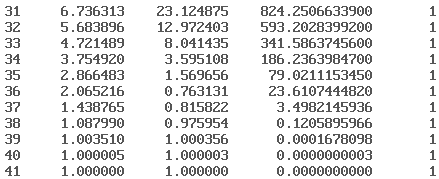 31 6.736313 23.124875 824.2506633900 1
32 5.683896 12.972403 593.2028399200 1
33 4.721489 8.041435 341.5863745600 1
34 3.754920 3.595108 186.2363984700 1
35 2.866483 1.569656 79.0211153450 1
36 2.065216 0.763131 23.6107444820 1
37 1.438765 0.815822 3.4982145936 1
38 1.087990 0.975954 0.1205895966 1
39 1.003510 1.000356 0.0001678098 1
40 1.000005 1.000003 0.0000000003 1
41 1.000000 1.000000 0.0000000000 1